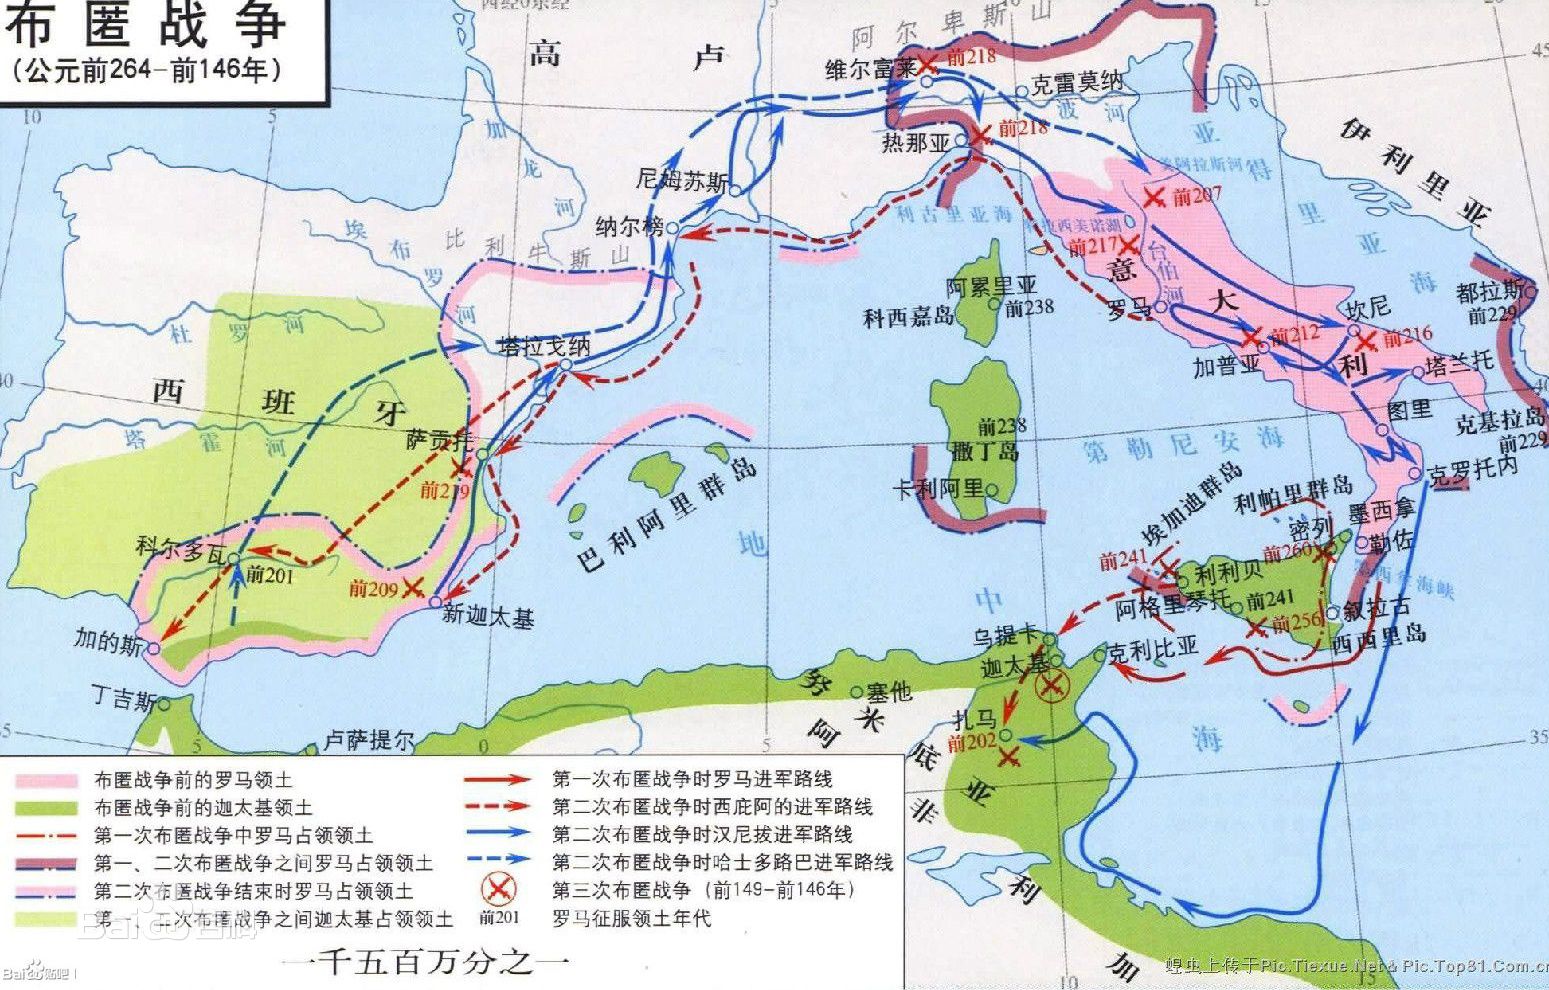 布匿战争
(公元前264-前146年)
西经0东经
5
10
15
20
45
阿尔卑斯山
高卢
维尔富莱
前218
克雷莫纳
波河
前218
热那亚
10
5
加龙河
尼姆苏斯
纳尔榜
比利牛斯山
埃布罗河
杜罗河
塔霍河
西班牙
塔拉戈纳
萨贡托
前219
科尔多瓦
前201
前209
新迦太基
加的斯
丁吉斯
卢萨提尔
巴利阿里群岛
亚得里亚海
伊利里亚
美阿拉斯河
前207
利古里亚海
前217
台伯河
意大利
罗马
阿累里亚
前238
科西嘉岛
前212
加普亚
坎尼
前216
塔兰托
都拉斯
前229
40
克基拉岛
前229
图里
克罗托内
前238
撒丁岛
卡利阿里
第勒尼安海
埃加迪群岛
利帕里群岛
墨西拿
密列
前260
勒佐
前241
利利贝
阿格里琴托
前241
前256
叙拉古
西西里岛
地中海
乌提卡
迦太基
克利比亚
扎马
前202
努米底亚
塞他
阿非利加
35
5
0
5
10
15
布匿战争前的罗马领土
布匿战争前的迦太基领土
第一次布匿战争中罗马占领领土
第一、二次布匿战争之间罗马占领领土
第二次布匿战争结束时罗马占领领土
第一、二次布匿战争之间迦太基占领领土
第一次布匿战争时罗马进军路线
第二次布匿战争时西庇阿的进军路线
第二次布匿战争时汉尼拔进军路线
第二次布匿战争时哈士多路巴进军路线
第三次布匿战争(前149-前146年)
前201
罗马征服领土年代
一千五百万分之一
Bai百科
Bai贴吧
蝗虫上传于Pic.Tiexue.Net & Pic.Top81.Com.cn